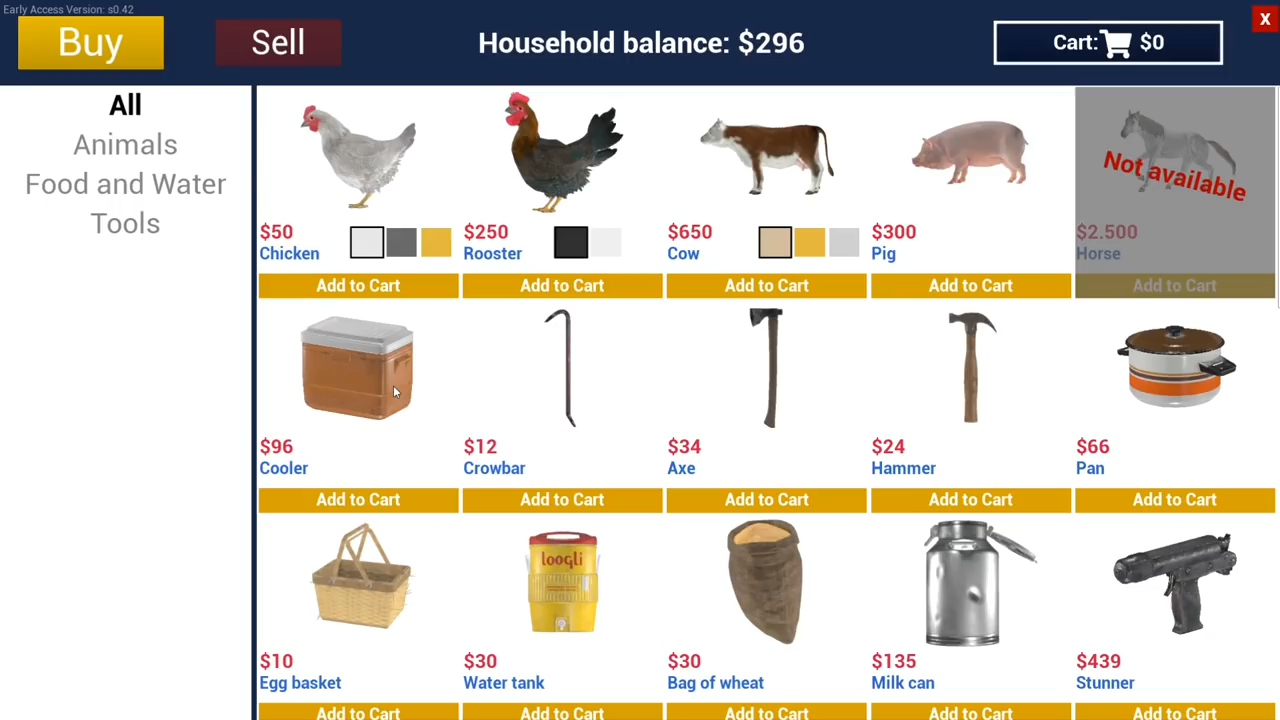 Early Access Version: s0.42
Buy
Sell
Household balance: $296
Cart: $0
X
All
Animals
Food and Water
Tools
$50
Chicken
Add to Cart
$250
Rooster
Add to Cart
$650
Cow
Add to Cart
$300
Pig
Add to Cart
Not available
$2.500
Horse
Add to Cart
$96
Cooler
Add to Cart
$12
Crowbar
Add to Cart
$34
Axe
Add to Cart
$24
Hammer
Add to Cart
$66
Pan
Add to Cart
loogli
$10
Egg basket
Add to Cart
$30
Water tank
Add to Cart
$30
Bag of wheat
Add to Cart
$135
Milk can
Add to Cart
$439
Stunner
Add to Cart